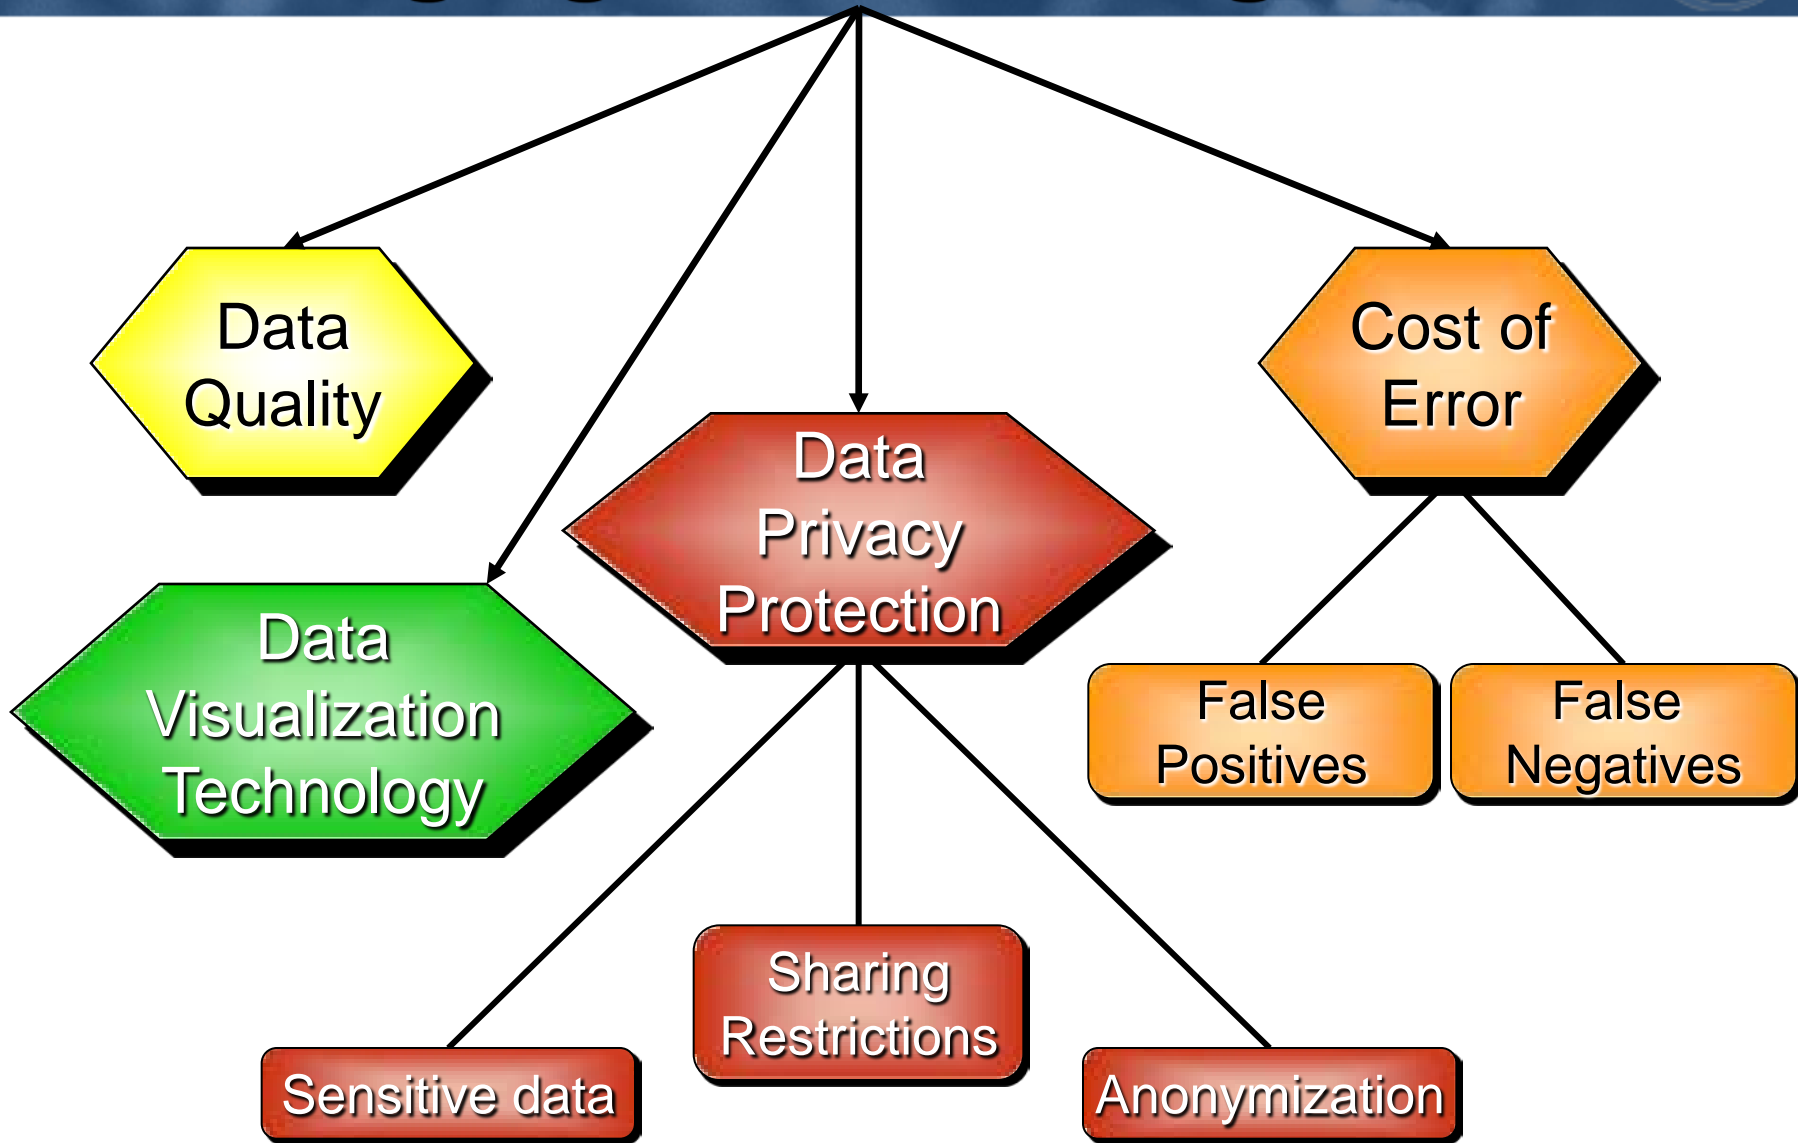 Data
Quality
Cost of
Error
Data
Privacy
Protection
Data
Visualization
Technology
False
Positives
False
Negatives
Sharing
Restrictions
Sensitive data
Anonymization